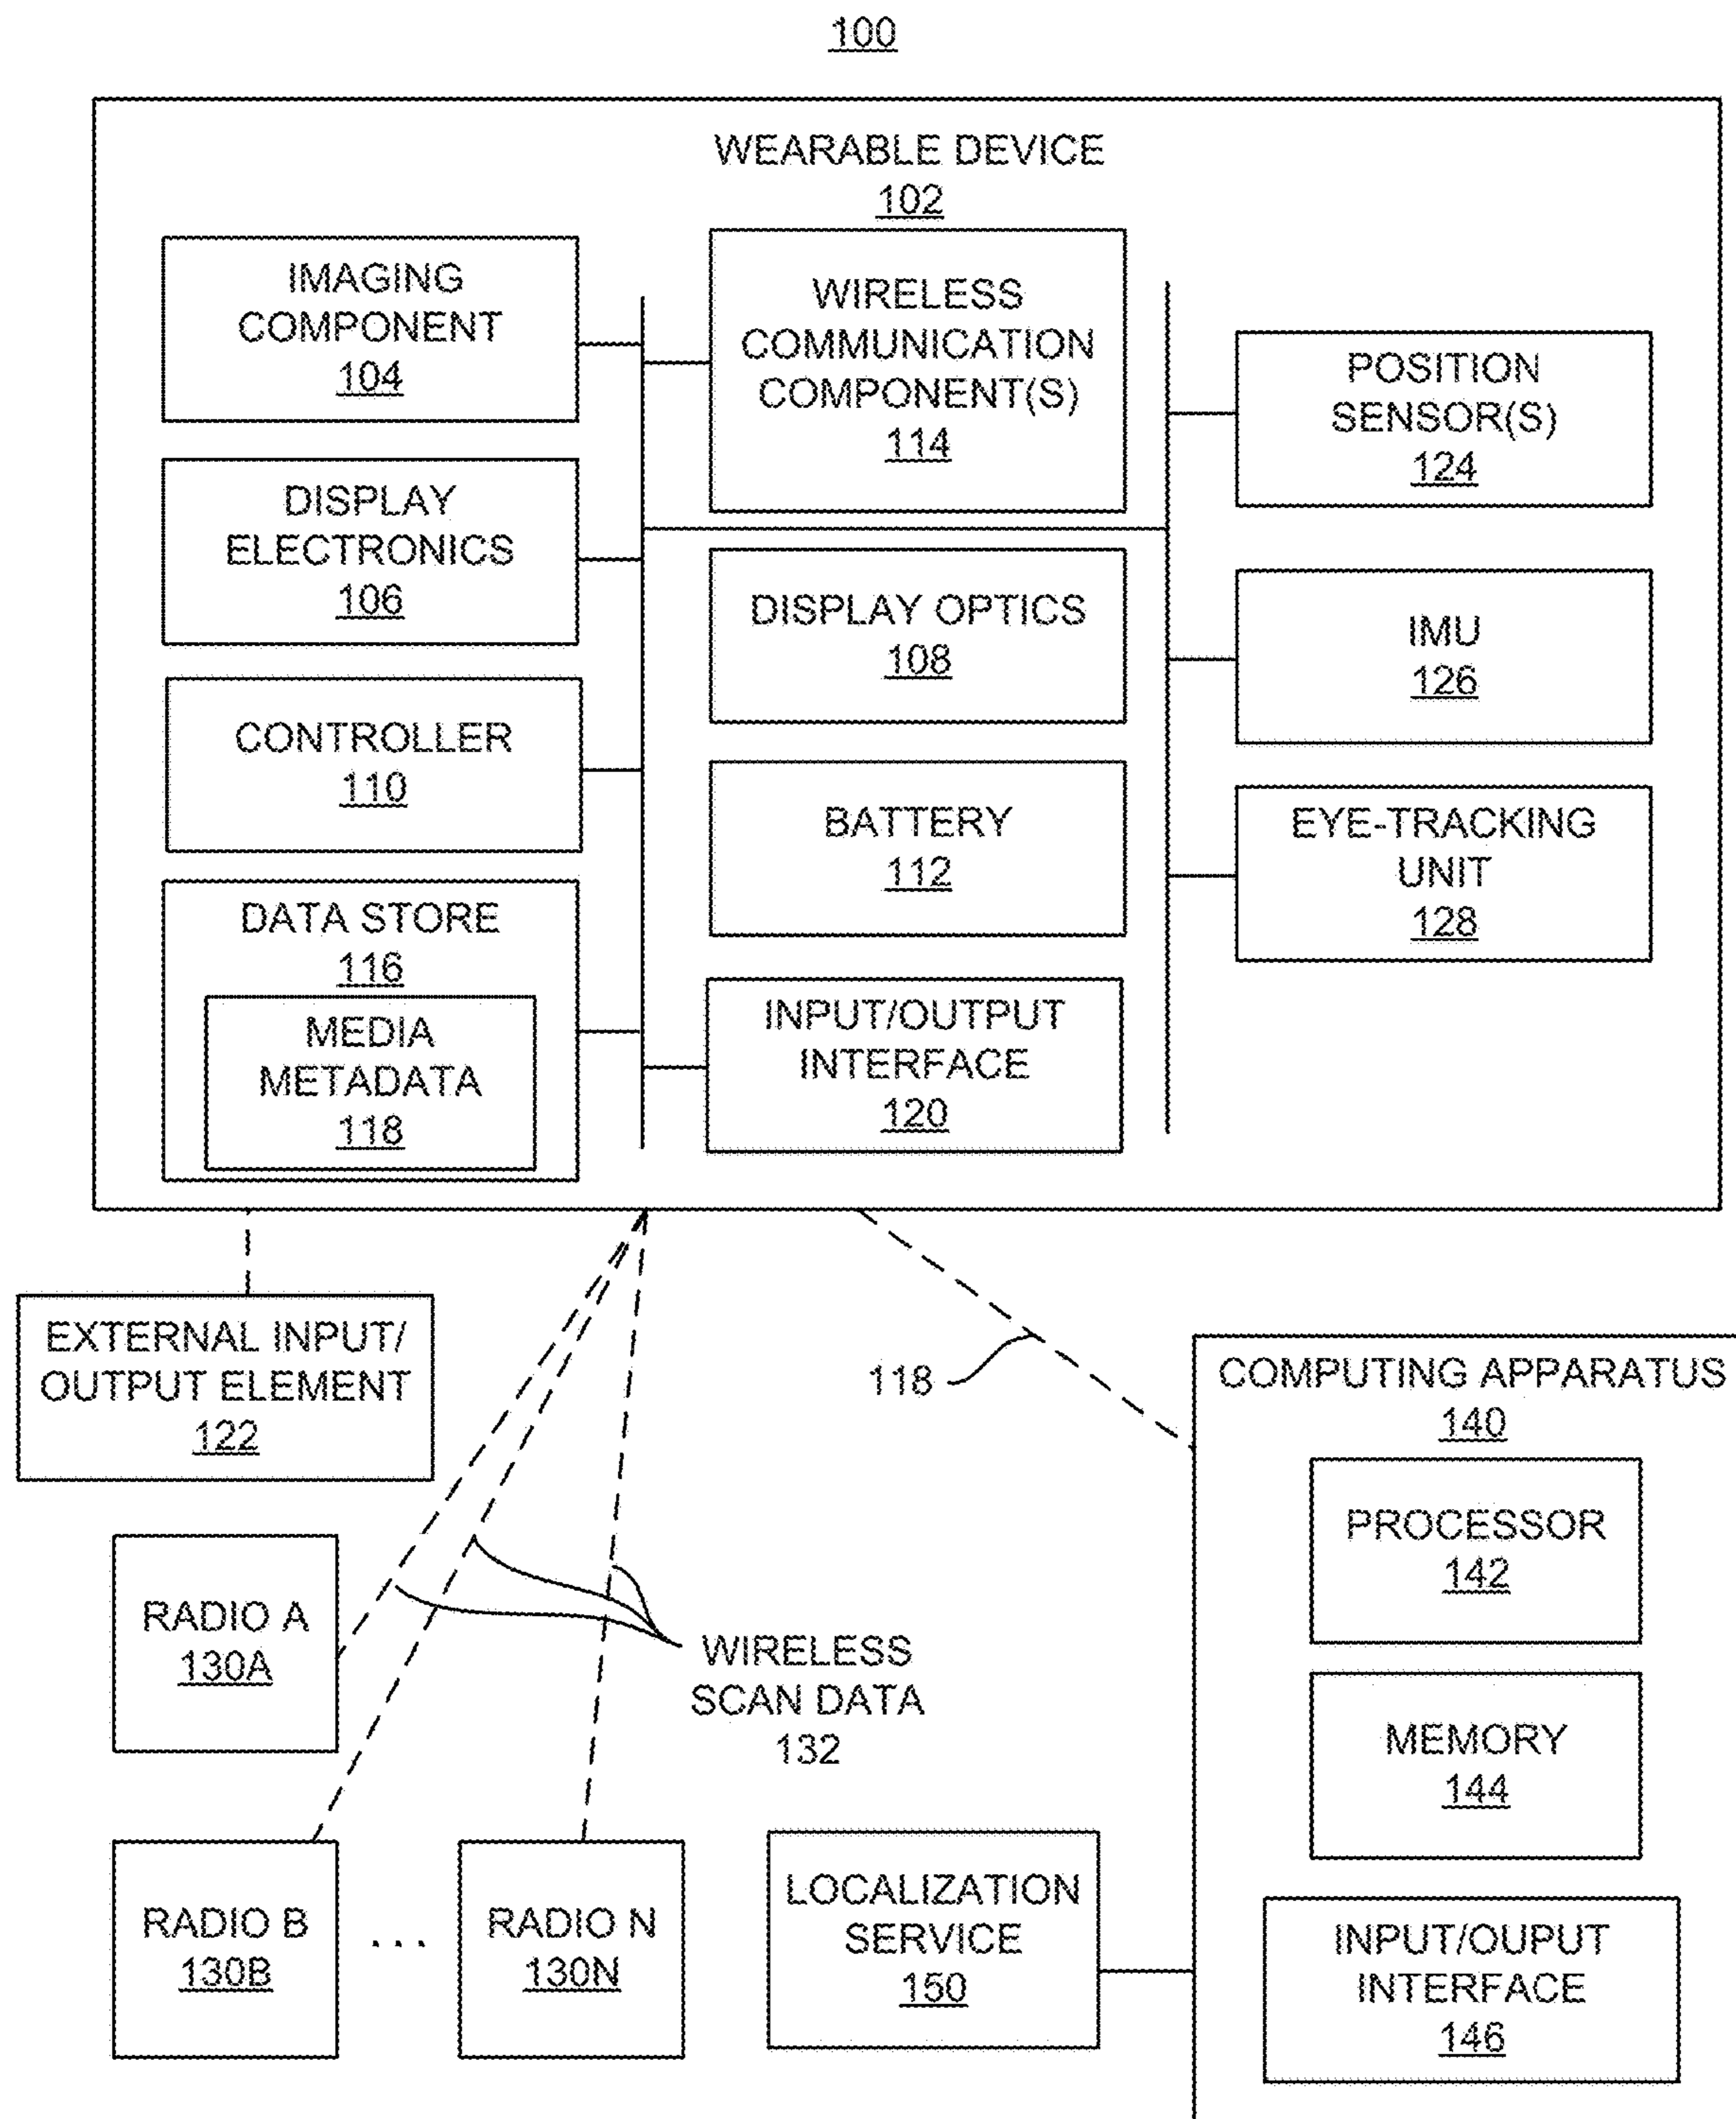 100
WEARABLE DEVICE
102
IMAGING
COMPONENT
104
WIRELESS
COMMUNICATION
COMPONENT(S)
114
POSITION
SENSOR(S)
124
DISPLAY
ELECTRONICS
106
DISPLAY OPTICS
108
IMU
126
CONTROLLER
110
BATTERY
112
EYE-TRACKING
UNIT
128
DATA STORE
116
MEDIA
METADATA
118
INPUT/OUTPUT
INTERFACE
120
EXTERNAL INPUT/
OUTPUT ELEMENT
122
118
COMPUTING APPARATUS
140
PROCESSOR
142
MEMORY
144
INPUT/OUPUT
INTERFACE
146
RADIO A
130A
WIRELESS
SCAN DATA
132
RADIO B
130B
...
RADIO N
130N
LOCALIZATION
SERVICE
150